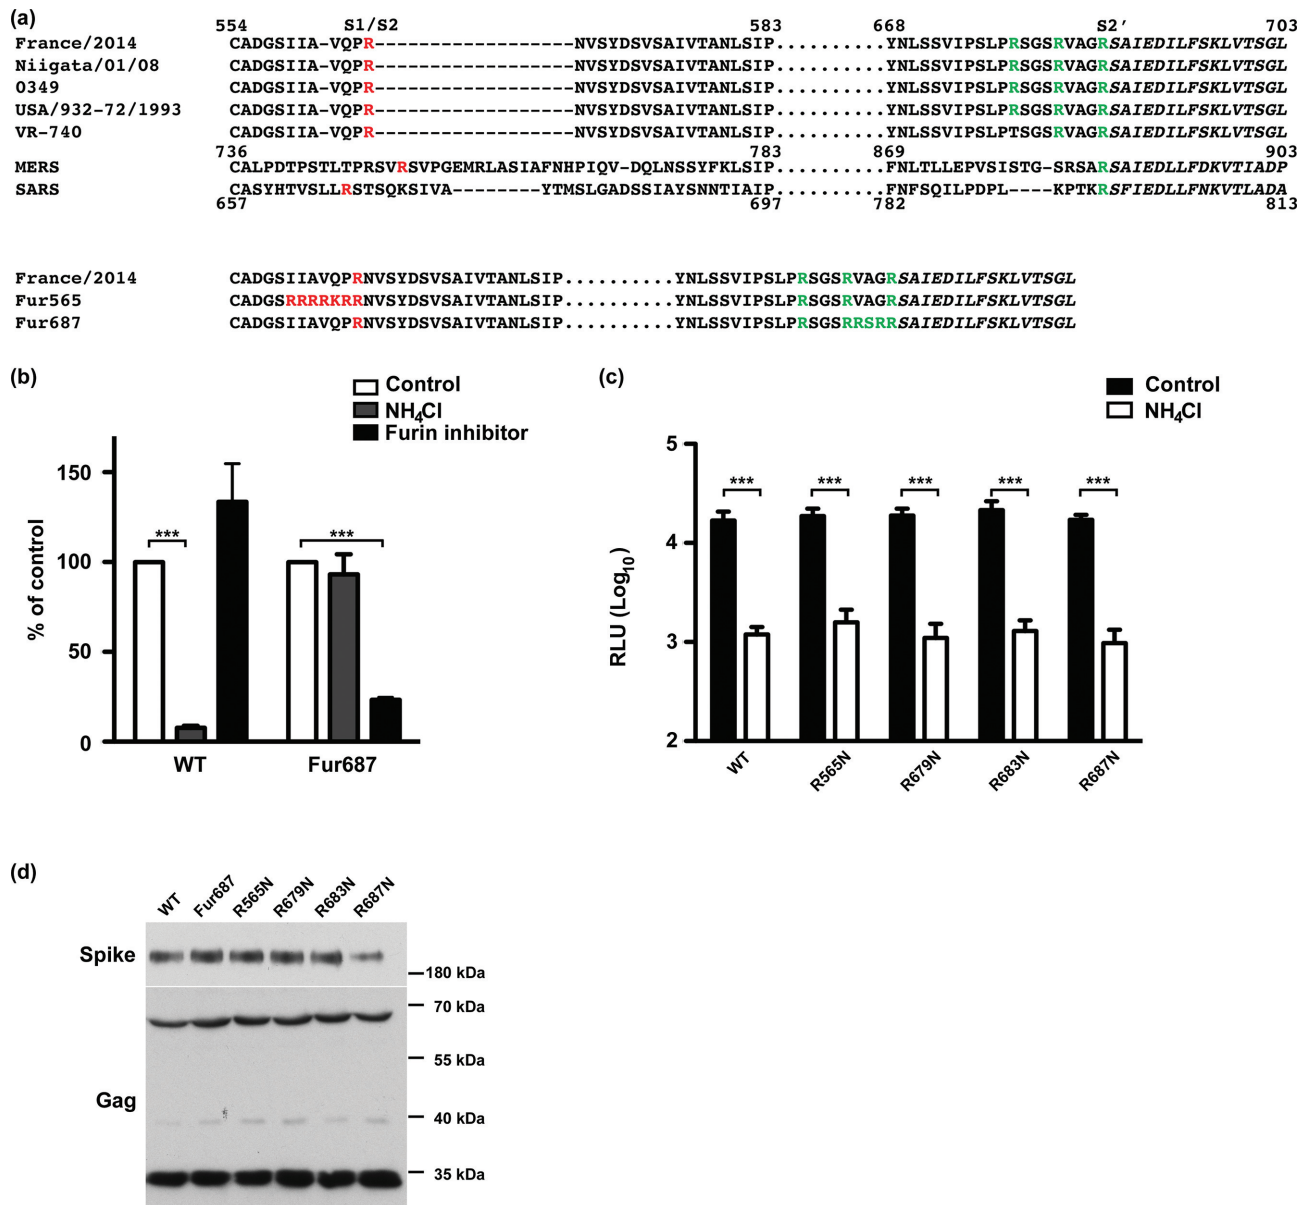 (a)
554 S1/S2 583 668 S2′ 703
France/2014 CADGSIIA-VQPR------------------NVSYDSVSAIVTANLSIP..........YNLSSVIPSLPRSGSRVAGRSAIEDILFSKLVTSGL
Niigata/01/08 CADGSIIA-VQPR------------------NVSYDSVSAIVTANLSIP..........YNLSSVIPSLPRSGSRVAGRSAIEDILFSKLVTSGL
0349 CADGSIIA-VQPR------------------NVSYDSVSAIVTANLSIP..........YNLSSVIPSLPRSGSRVAGRSAIEDILFSKLVTSGL
USA/932-72/1993 CADGSIIA-VQPR------------------NVSYDSVSAIVTANLSIP..........YNLSSVIPSLPRSGSRVAGRSAIEDILFSKLVTSGL
VR-740 CADGSIIA-VQPR------------------NVSYDSVSAIVTANLSIP..........YNLSSVIPSLPTSGSRVAGRSAIEDILFSKLVTSGL
736 783 869 903
MERS CALPDTPSTLTPRSVRSVPGEMRLASIAFNHPIQV-DQLNSSYFKLSIP..........FNLTLLEPVSISTG-SRSARSAIEDLLFDKVTIADP
SARS CASYHTVSLLRSTSQKSIVA--------YTMSLGADSSIAYSNNTIAIP..........FNFSQILPDPL----KPTKRSFIEDLLFNKVTLADA
657 697 782 813
France/2014 CADGSIIAVQPRNVSYDSVSAIVTANLSIP..........YNLSSVIPSLPRSGSRVAGRSAIEDILFSKLVTSGL
Fur565 CADGSRRRRKRRNVSYDSVSAIVTANLSIP..........YNLSSVIPSLPRSGSRVAGRSAIEDILFSKLVTSGL
Fur687 CADGSIIAVQPRNVSYDSVSAIVTANLSIP..........YNLSSVIPSLPRSGSRRSRRSAIEDILFSKLVTSGL
(b)
Control
NH4Cl
Furin inhibitor
% of control
150
100
50
0
*** ***
WT Fur687
(c)
Control
NH4Cl
RLU (Log10)
5
4
3
2
*** *** *** *** ***
WT R565N R679N R683N R687N
(d)
WT Fur687 R565N R679N R683N R687N
Spike
180 kDa
70 kDa
55 kDa
Gag
40 kDa
35 kDa